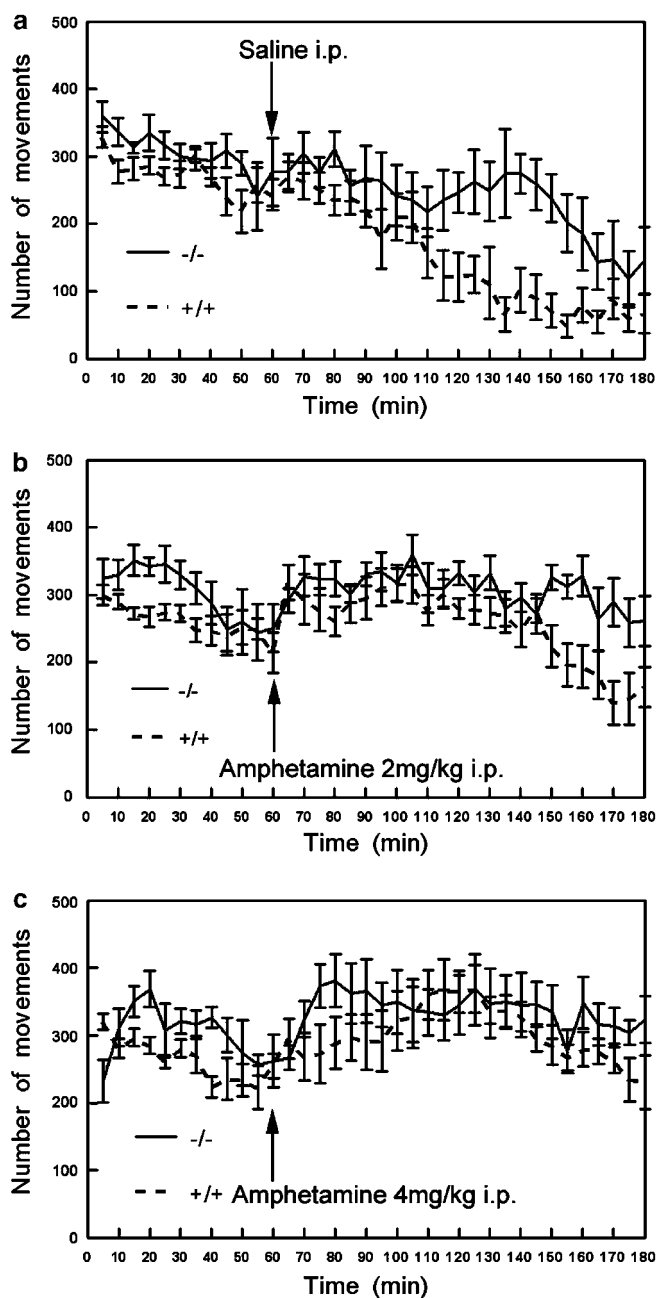 a
500
Saline i.p.
400
300
200
100
0
Number of movements
-/-
+/+
0 10 20 30 40 50 60 70 80 90 100 110 120 130 140 150 160 170 180
Time (min)
b
500
400
300
200
100
0
Number of movements
-/-
+/+
Amphetamine 2mg/kg i.p.
0 10 20 30 40 50 60 70 80 90 100 110 120 130 140 150 160 170 180
Time (min)
c
500
400
300
200
100
0
Number of movements
-/-
+/+ Amphetamine 4mg/kg i.p.
0 10 20 30 40 50 60 70 80 90 100 110 120 130 140 150 160 170 180
Time (min)